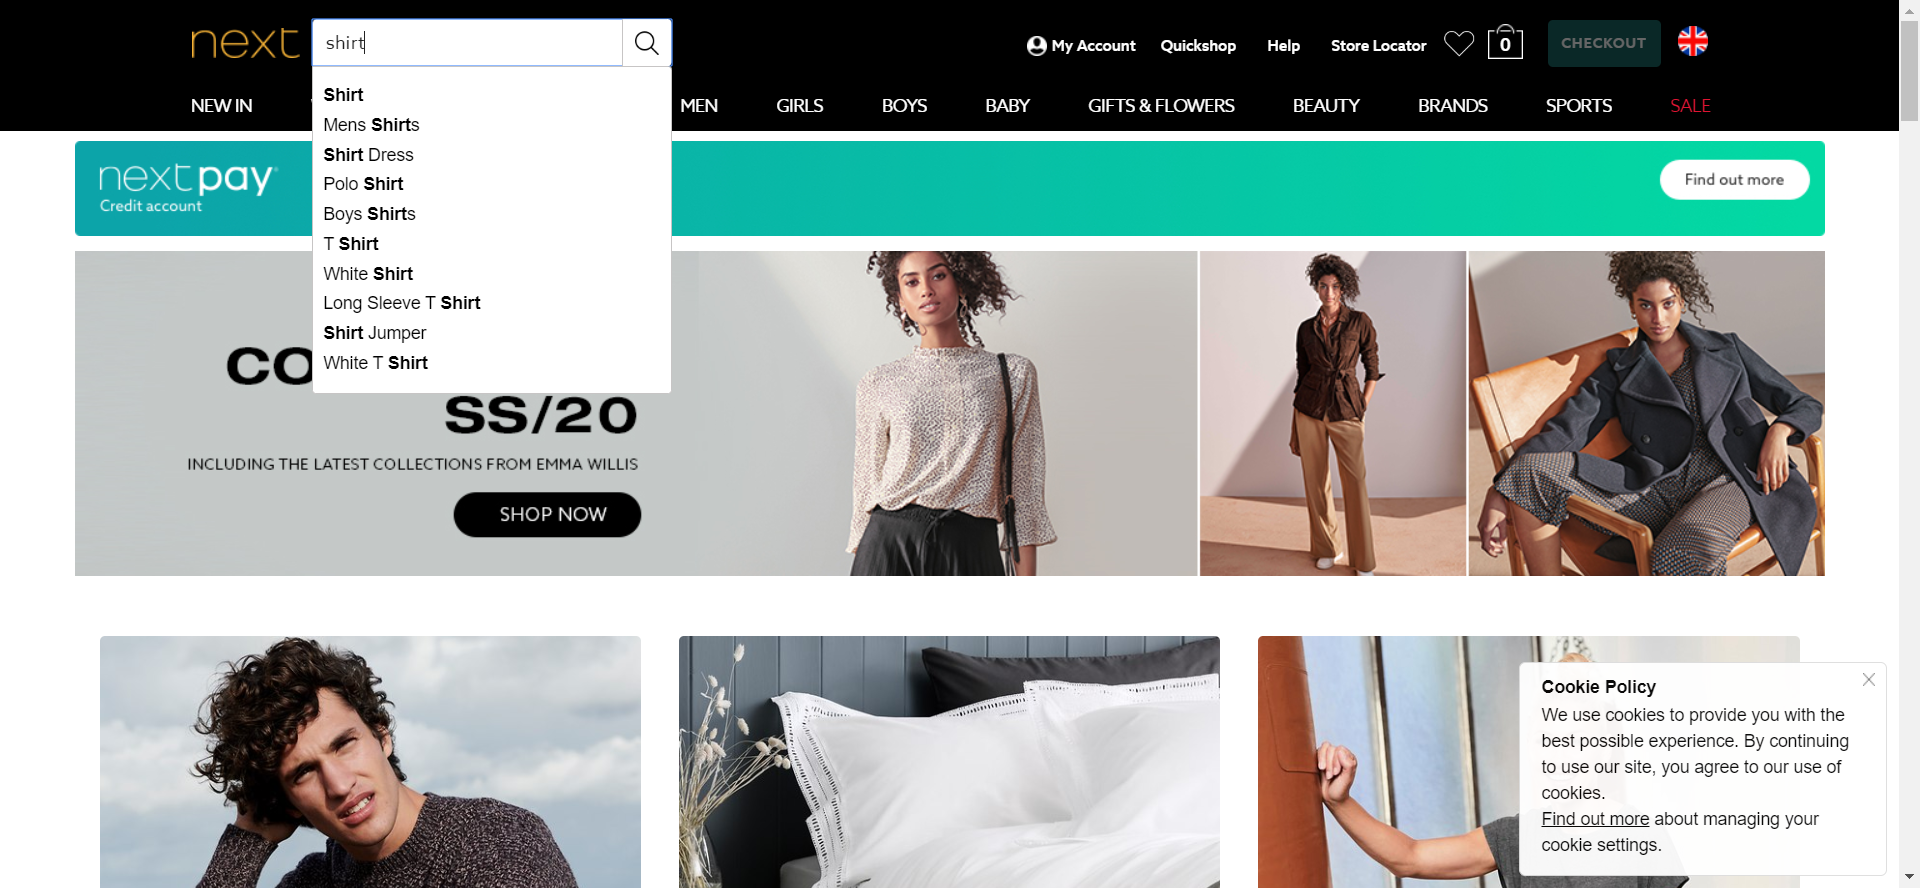 next
shirt
My Account
Quickshop
Help
Store Locator
0
CHECKOUT
NEW IN
MEN
GIRLS
BOYS
BABY
GIFTS & FLOWERS
BEAUTY
BRANDS
SPORTS
SALE
Shirt
Mens Shirts
Shirt Dress
Polo Shirt
Boys Shirts
T Shirt
White Shirt
Long Sleeve T Shirt
Shirt Jumper
White T Shirt
nextpay
Credit account
Find out more
CO
SS/20
INCLUDING THE LATEST COLLECTIONS FROM EMMA WILLIS
SHOP NOW
Cookie Policy
We use cookies to provide you with the
best possible experience. By continuing
to use our site, you agree to our use of
cookies.
Find out more about managing your
cookie settings.